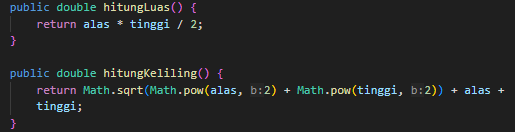 public double hitungLuas() {
return alas * tinggi / 2;
}
public double hitungKeliling() {
return Math.sqrt(Math.pow(alas, b:2) + Math.pow(tinggi, b:2)) + alas +
tinggi;
}